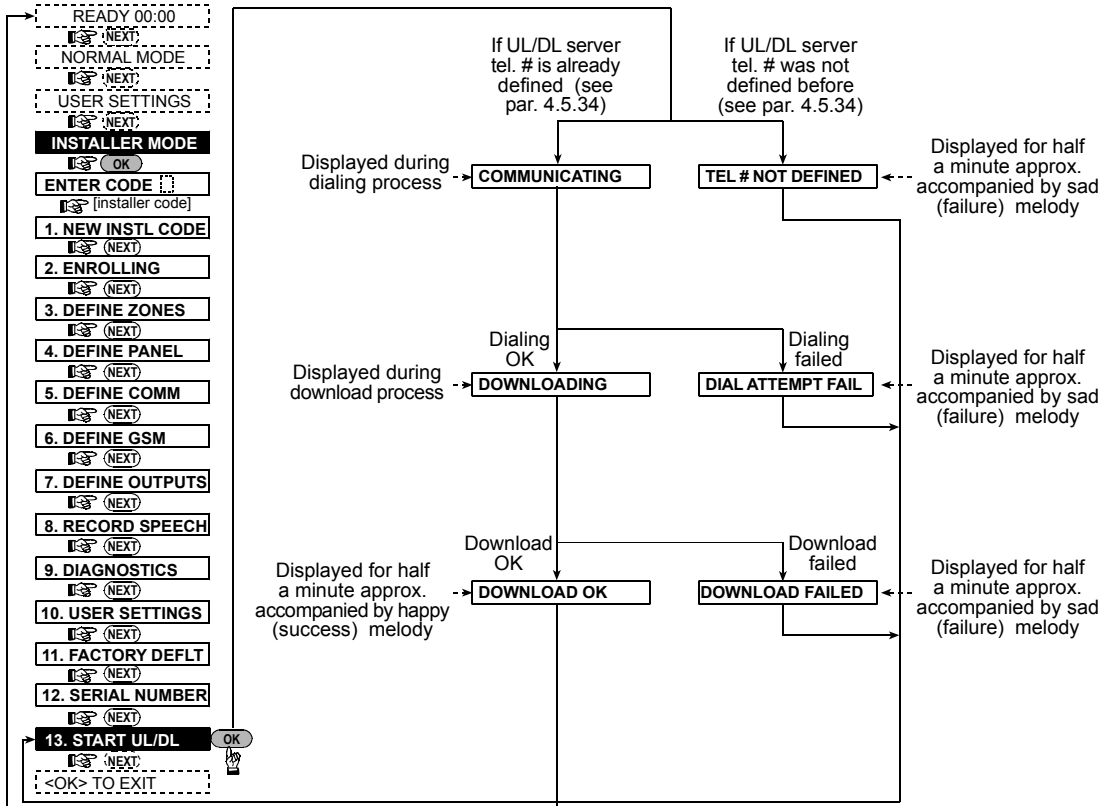 READY 00:00
NEXT
NORMAL MODE
NEXT
USER SETTINGS
NEXT
INSTALLER MODE
OK
ENTER CODE
[installer code]
1. NEW INSTL CODE
NEXT
2. ENROLLING
NEXT
3. DEFINE ZONES
NEXT
4. DEFINE PANEL
NEXT
5. DEFINE COMM
NEXT
6. DEFINE GSM
NEXT
7. DEFINE OUTPUTS
NEXT
8. RECORD SPEECH
NEXT
9. DIAGNOSTICS
NEXT
10. USER SETTINGS
NEXT
11. FACTORY DEFLT
NEXT
12. SERIAL NUMBER
NEXT
13. START UL/DL
OK
NEXT
<OK> TO EXIT
If UL/DL server
tel. # is already
defined (see
par. 4.5.34)
If UL/DL server
tel. # was not
defined before
(see par. 4.5.34)
Displayed during
dialing process
COMMUNICATING
TEL # NOT DEFINED
Displayed for half
a minute approx.
accompanied by sad
(failure) melody
Dialing
OK
Dialing
failed
Displayed during
download process
DOWNLOADING
DIAL ATTEMPT FAIL
Displayed for half
a minute approx.
accompanied by sad
(failure) melody
Download
OK
Download
failed
Displayed for half
a minute approx.
accompanied by happy
(success) melody
DOWNLOAD OK
DOWNLOAD FAILED
Displayed for half
a minute approx.
accompanied by sad
(failure) melody